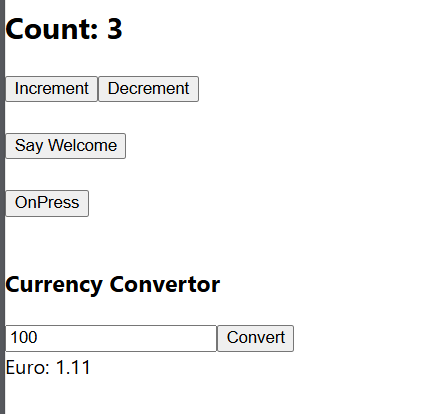 Count: 3
Increment Decrement
Say Welcome
OnPress
Currency Convertor
100 Convert
Euro: 1.11